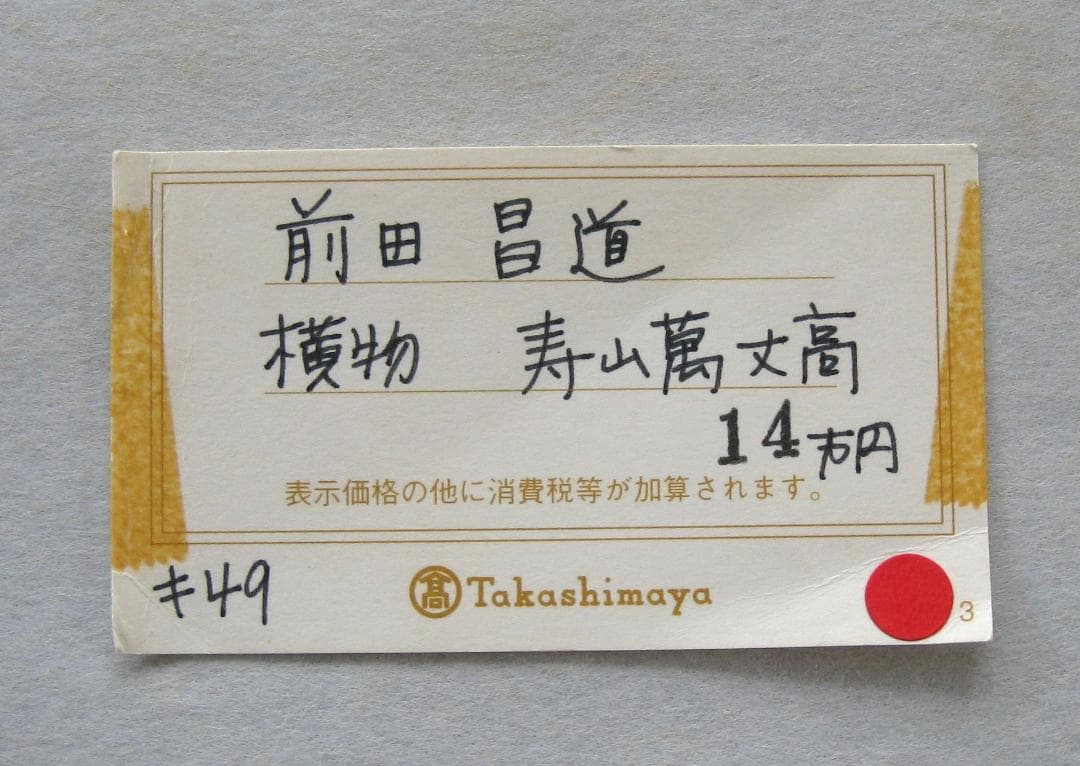 前田 昌道
横物 寿山萬丈高
14万円
表示価格の他に消費税等が加算されます。
キ49
髙 Takashimaya
3